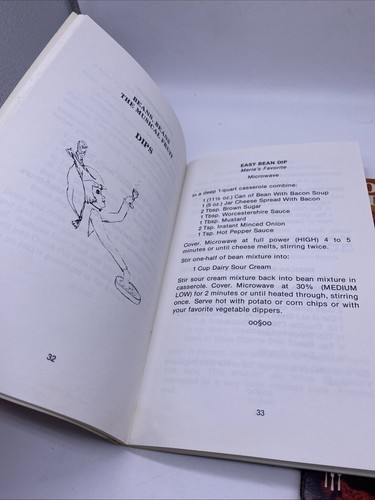 BEANS, BEANS
THE MUSICAL FRUIT
DIPS
32
EASY BEAN DIP
Merle's Favorite
Microwave
In a deep 1-quart casserole combine:
1 (11½ oz.) Can of Bean With Bacon Soup
1 (5 oz.) Jar Cheese Spread With Bacon
2 Tbsp. Brown Sugar
1 Tbsp. Worcestershire Sauce
1 Tbsp. Mustard
2 Tsp. Instant Minced Onion
1 Tsp. Hot Pepper Sauce
Cover. Microwave at full power (HIGH) 4 to 5
minutes or until cheese melts, stirring twice.
Stir one-half of bean mixture into:
1 Cup Dairy Sour Cream
Stir sour cream mixture back into bean mixture in
casserole. Cover. Microwave at 30% (MEDIUM
LOW) for 2 minutes or until heated through, stirring
once. Serve hot with potato or corn chips or with
your favorite vegetable dippers.
oo§oo
33